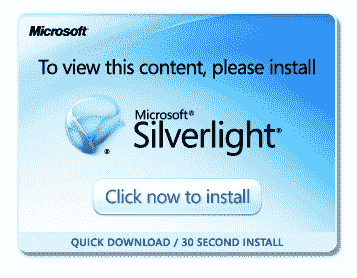 Microsoft®
To view this content, please install
Microsoft®
Silverlight®
Click now to install
QUICK DOWNLOAD / 30 SECOND INSTALL